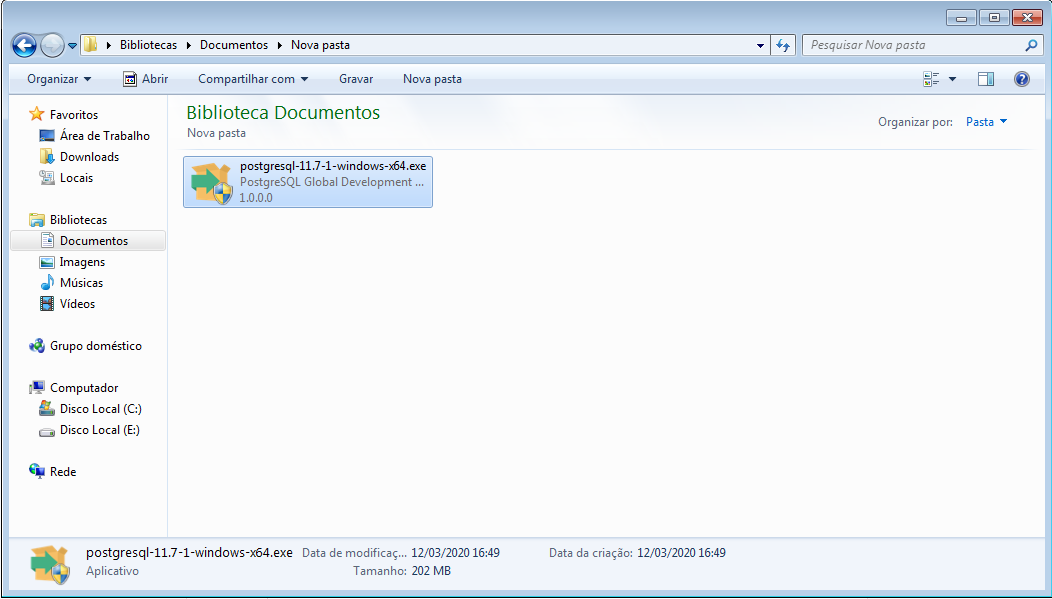 Bibliotecas Documentos Nova pasta
Pesquisar Nova pasta
Organizar Abrir Compartilhar com Gravar Nova pasta
Favoritos
Área de Trabalho
Downloads
Locais
Bibliotecas
Documentos
Imagens
Músicas
Vídeos
Grupo doméstico
Computador
Disco Local (C:)
Disco Local (E:)
Rede
Biblioteca Documentos
Nova pasta
Organizar por: Pasta
postgresql-11.7-1-windows-x64.exe
PostgreSQL Global Development ...
1.0.0.0
postgresql-11.7-1-windows-x64.exe Data de modificaç... 12/03/2020 16:49 Data da criação: 12/03/2020 16:49
Aplicativo Tamanho: 202 MB